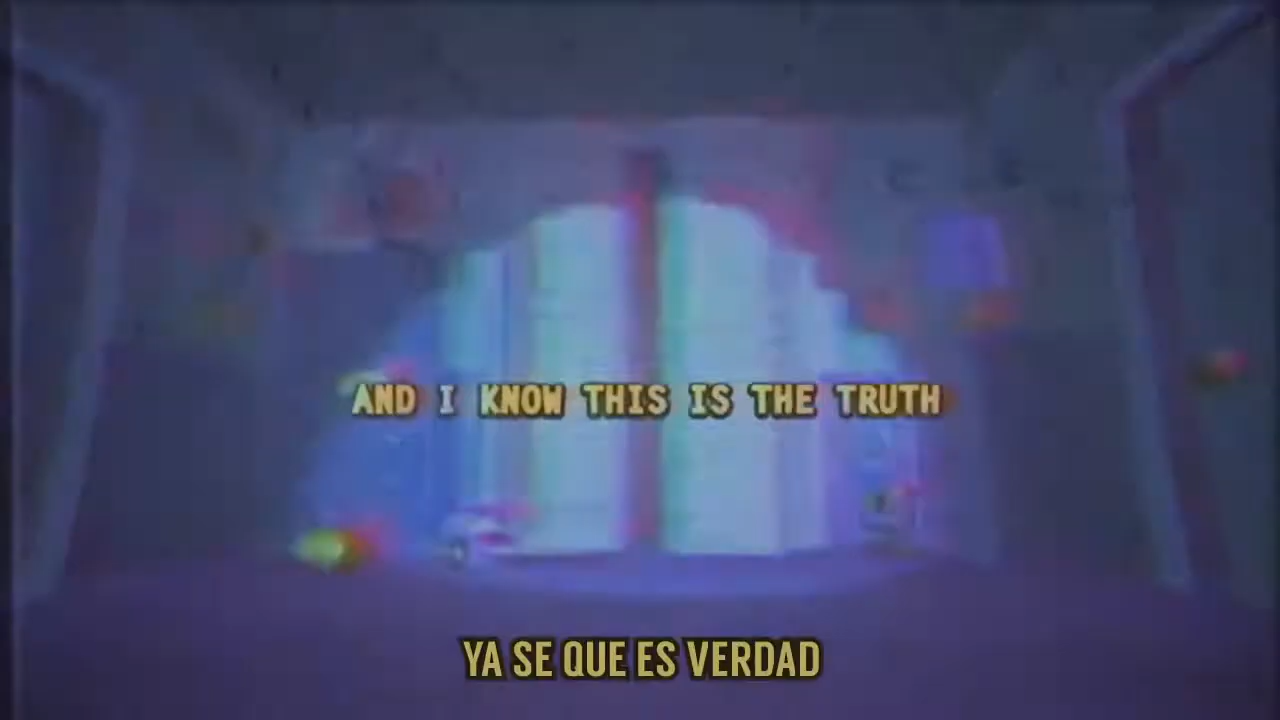 AND I KNOW THIS IS THE TRUTH
YA SE QUE ES VERDAD